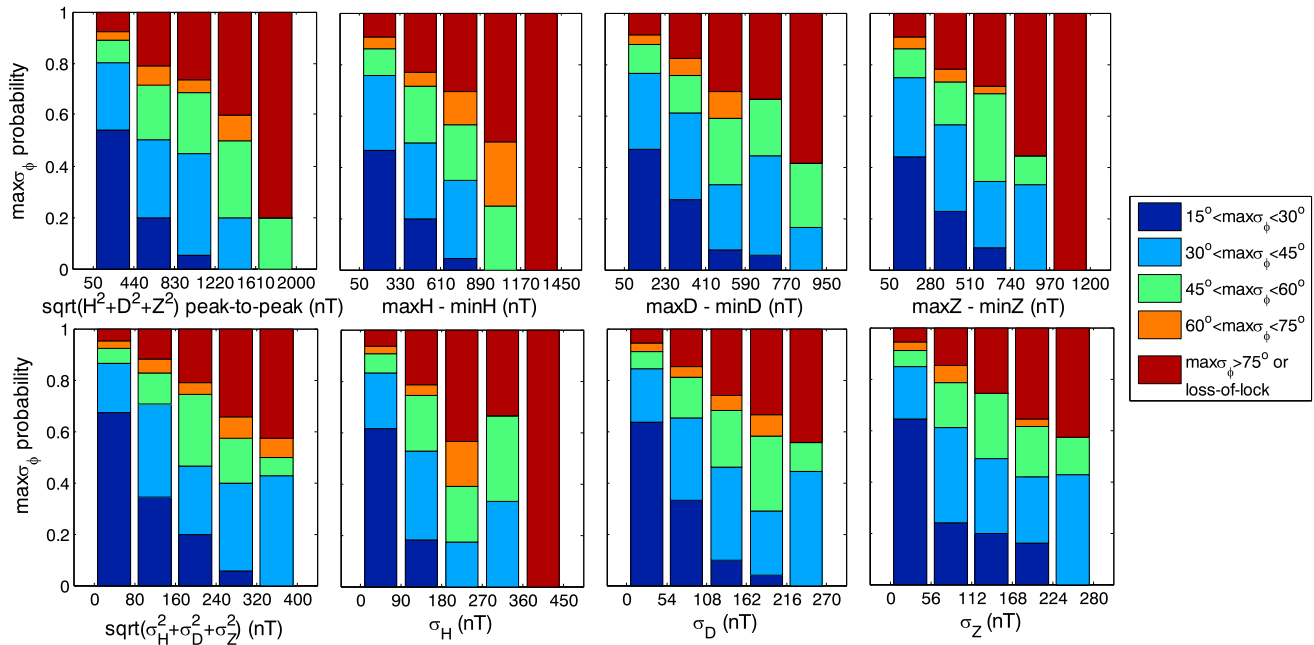 maxσϕ probability
1
0.8
0.6
0.4
0.2
0
50 440 830 1220 1610 2000
sqrt(H²+D²+Z²) peak-to-peak (nT)
50 330 610 890 1170 1450
maxH - minH (nT)
50 230 410 590 770 950
maxD - minD (nT)
50 280 510 740 970 1200
maxZ - minZ (nT)
15°<maxσϕ<30°
30°<maxσϕ<45°
45°<maxσϕ<60°
60°<maxσϕ<75°
maxσϕ>75° or
loss-of-lock
maxσϕ probability
1
0.8
0.6
0.4
0.2
0
0 80 160 240 320 400
sqrt(σ²H+σ²D+σ²Z) (nT)
0 90 180 270 360 450
σH (nT)
0 54 108 162 216 270
σD (nT)
0 56 112 168 224 280
σZ (nT)